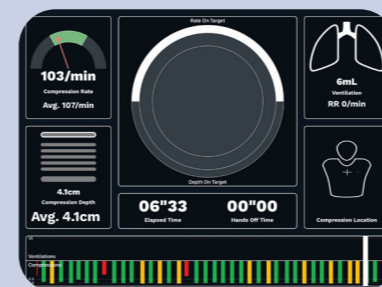 Rate On Target
103/min
Compression Rate
Avg. 107/min
6mL
Ventilation
RR 0/min
4.1cm
Compression Depth
Avg. 4.1cm
Depth On Target
06"33
Elapsed Time
00"00
Hands Off Time
Compression Location
Ventilations
Compressions